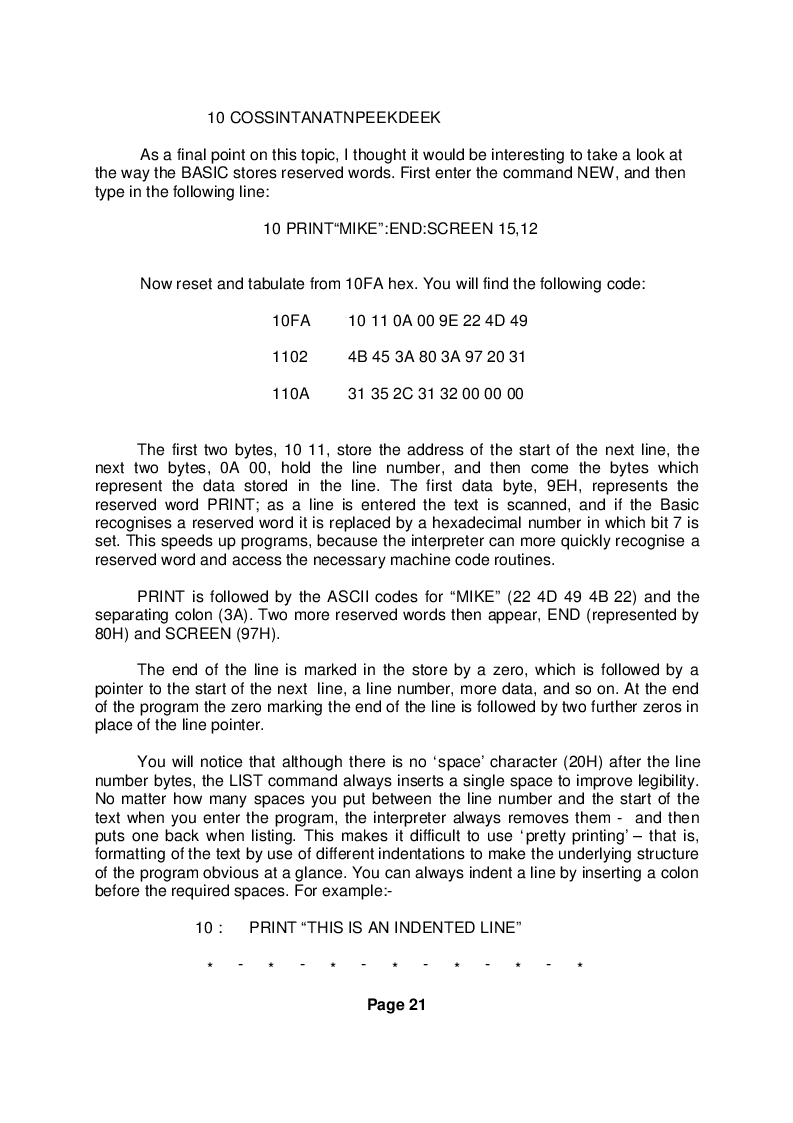 10 COSSINTANATNPEEKDEEK
As a final point on this topic, I thought it would be interesting to take a look at
the way the BASIC stores reserved words. First enter the command NEW, and then
type in the following line:
10 PRINT“MIKE”:END:SCREEN 15,12
Now reset and tabulate from 10FA hex. You will find the following code:
10FA 10 11 0A 00 9E 22 4D 49
1102 4B 45 3A 80 3A 97 20 31
110A 31 35 2C 31 32 00 00 00
The first two bytes, 10 11, store the address of the start of the next line, the
next two bytes, 0A 00, hold the line number, and then come the bytes which
represent the data stored in the line. The first data byte, 9EH, represents the
reserved word PRINT; as a line is entered the text is scanned, and if the Basic
recognises a reserved word it is replaced by a hexadecimal number in which bit 7 is
set. This speeds up programs, because the interpreter can more quickly recognise a
reserved word and access the necessary machine code routines.
PRINT is followed by the ASCII codes for “MIKE” (22 4D 49 4B 22) and the
separating colon (3A). Two more reserved words then appear, END (represented by
80H) and SCREEN (97H).
The end of the line is marked in the store by a zero, which is followed by a
pointer to the start of the next line, a line number, more data, and so on. At the end
of the program the zero marking the end of the line is followed by two further zeros in
place of the line pointer.
You will notice that although there is no ‘space’ character (20H) after the line
number bytes, the LIST command always inserts a single space to improve legibility.
No matter how many spaces you put between the line number and the start of the
text when you enter the program, the interpreter always removes them - and then
puts one back when listing. This makes it difficult to use ‘pretty printing’ – that is,
formatting of the text by use of different indentations to make the underlying structure
of the program obvious at a glance. You can always indent a line by inserting a colon
before the required spaces. For example:-
10 : PRINT “THIS IS AN INDENTED LINE”
* - * - * - * - * - * - *
Page 21